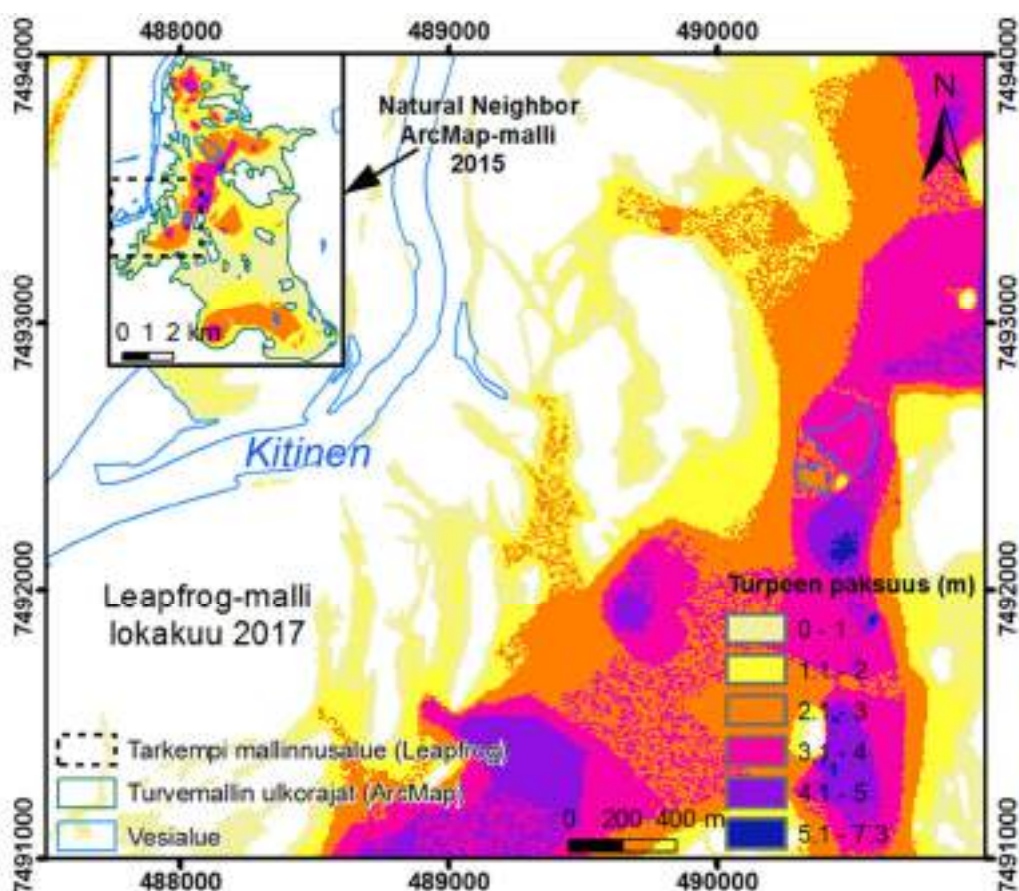 488000 489000 490000
7494000
7494000
Natural Neighbor
ArcMap-malli
2015
N
0 1 2 km
7493000
7493000
Kitinen
7492000
7492000
Leapfrog-malli
lokakuu 2017
Turpeen paksuus (m)
0 - 1
1.1 - 2
2.1 - 3
3.1 - 4
4.1 - 5
5.1 - 7.3
Tarkempi mallinnusalue (Leapfrog)
Turvemallin ulkorajat (ArcMap)
Vesialue
0 200 400 m
7491000
7491000
488000 489000 490000